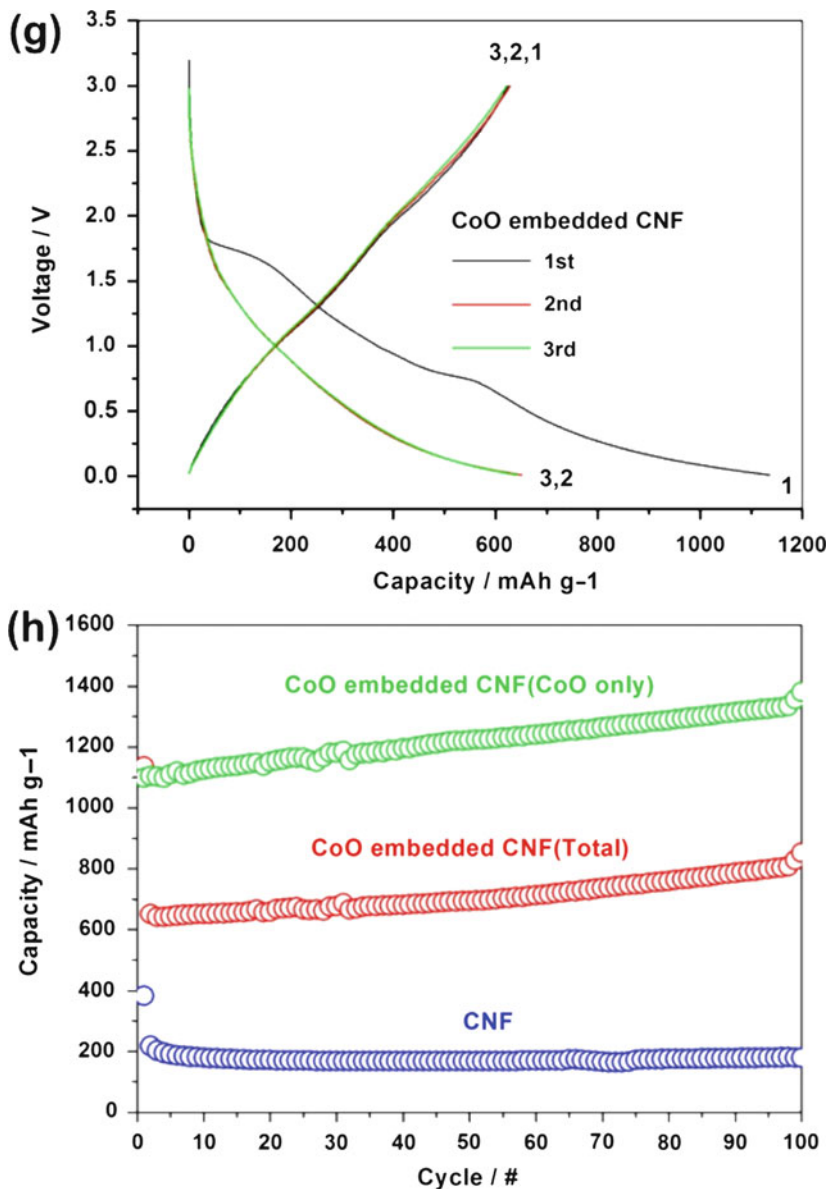 (g)
3.5
3.0
2.5
2.0
1.5
1.0
0.5
0.0
Voltage / V
3,2,1
CoO embedded CNF
1st
2nd
3rd
3,2
1
0 200 400 600 800 1000 1200
Capacity / mAh g–1
(h)
1600
1400
1200
1000
800
600
400
200
0
Capacity / mAh g–1
CoO embedded CNF(CoO only)
CoO embedded CNF(Total)
CNF
0 10 20 30 40 50 60 70 80 90 100
Cycle / #